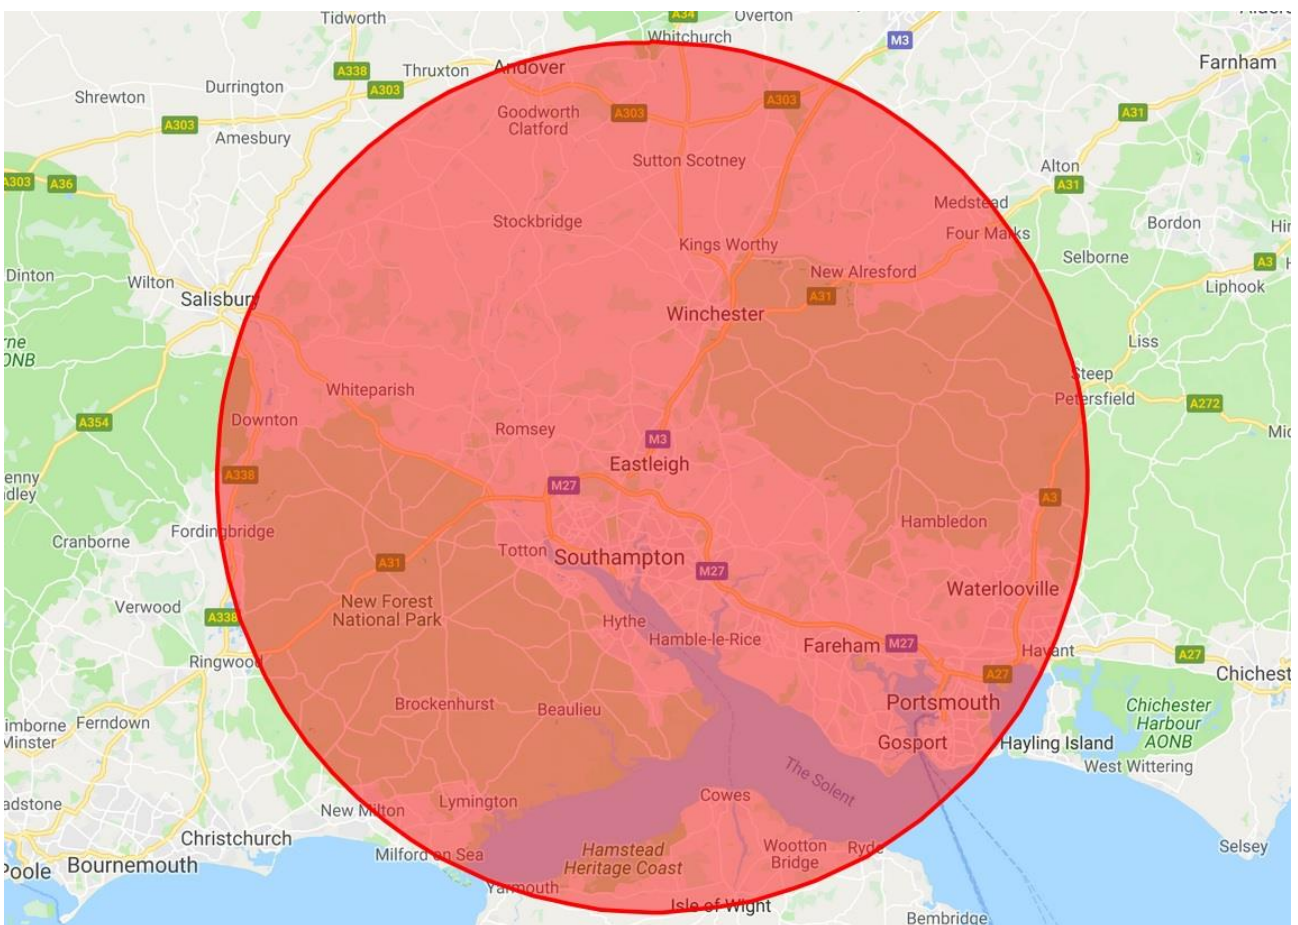 Tidworth
A34
Overton
Whitchurch
M3
Farnham
A338
Thruxton
Andover
A303
Durrington
Shrewton
A303
A303
Goodworth
Clatford
A303
A31
A303
Amesbury
Sutton Scotney
Alton
A303
A36
A31
Medstead
Stockbridge
Bordon
Four Marks
Kings Worthy
Selborne
Dinton
Wilton
New Alresford
A3
Liphook
Salisbury
A31
Winchester
AONB
Liss
Steep
Whiteparish
Petersfield
A272
Downton
A354
Romsey
M3
Eastleigh
A338
M27
A3
Fordingbridge
Hambledon
Cranborne
Totton
Southampton
A31
M27
Waterlooville
New Forest
National Park
Verwood
A338
Hythe
Hamble-le-Rice
Fareham
M27
Havant
A27
Ringwood
A27
Chichest
Brockenhurst
Beaulieu
Portsmouth
Chichester
Harbour
AONB
Ferndown
Minster
Gosport
Hayling Island
West Wittering
The Solent
Cowes
Lymington
New Milton
Christchurch
Hamstead
Heritage Coast
Wootton
Bridge
Ryde
Selsey
Milford on Sea
Poole
Bournemouth
Yarmouth
Isle of Wight
Bembridge